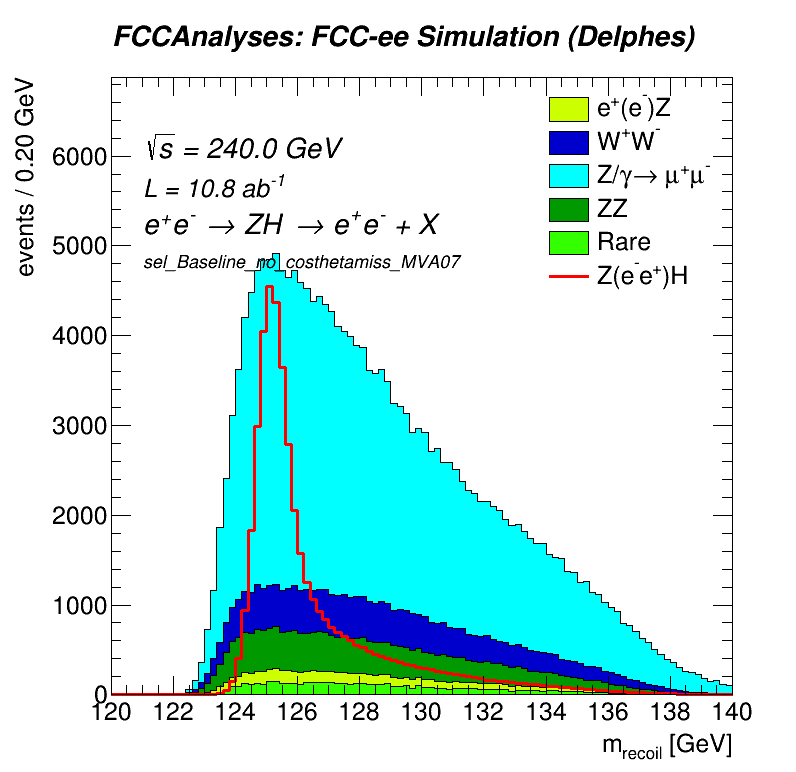 FCCAnalyses: FCC-ee Simulation (Delphes)
events / 0.20 GeV
√s = 240.0 GeV
L = 10.8 ab⁻¹
e⁺e⁻ → ZH → e⁺e⁻ + X
sel_Baseline_no_costhetamiss_MVA07
e⁺(e⁻)Z
W⁺W⁻
Z/γ→ μ⁺μ⁻
ZZ
Rare
Z(e⁻e⁺)H
6000
5000
4000
3000
2000
1000
0
120 122 124 126 128 130 132 134 136 138 140
m_recoil [GeV]